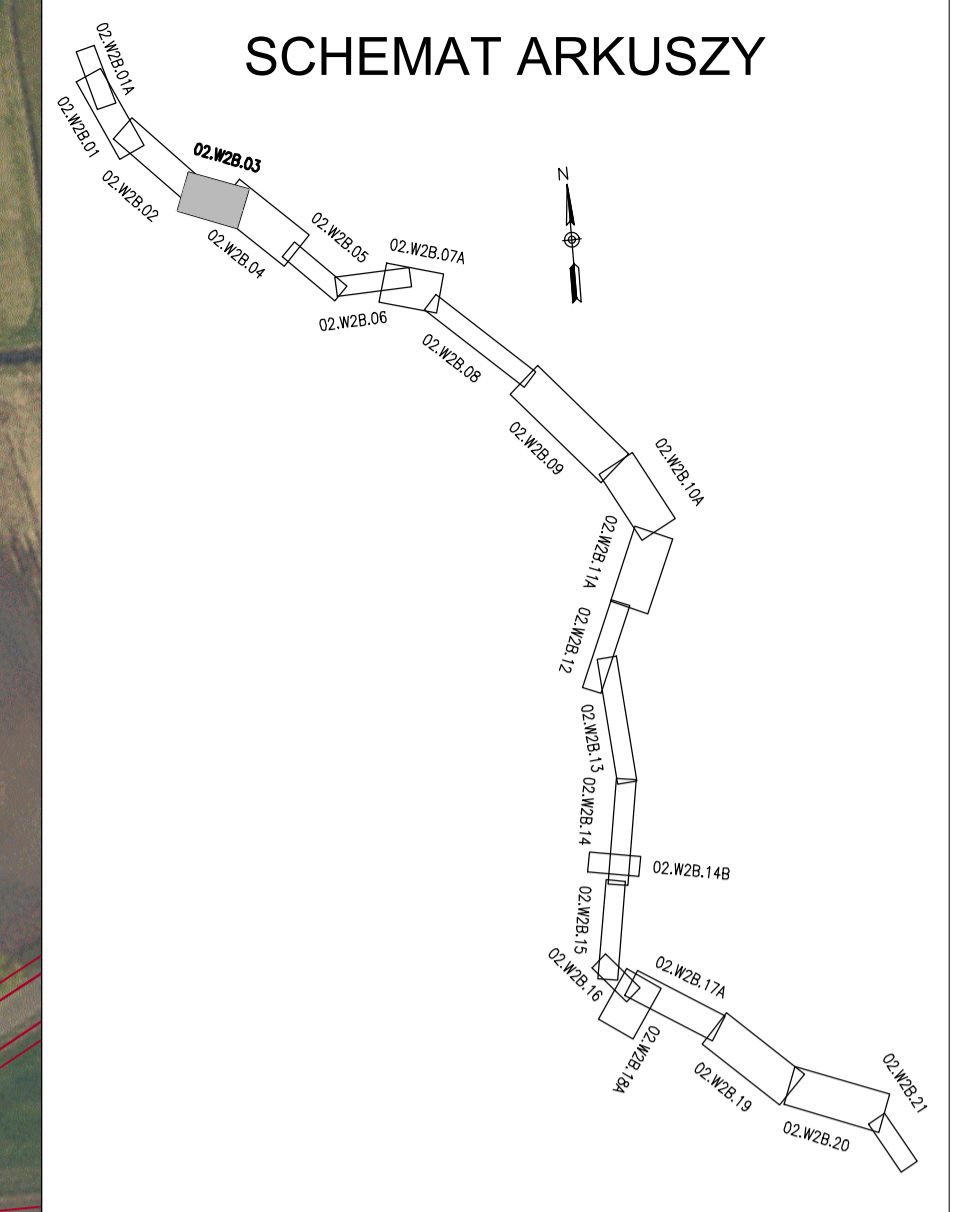 SCHEMAT ARKUSZY
02.W2B.01A
02.W2B.01
02.W2B.02
02.W2B.03
02.W2B.04
02.W2B.05
02.W2B.06
02.W2B.07A
N
02.W2B.08
02.W2B.09
02.W2B.10A
02.W2B.11A
02.W2B.12
02.W2B.13
02.W2B.14
02.W2B.14B
02.W2B.15
02.W2B.16
02.W2B.17A
02.W2B.18A
02.W2B.19
02.W2B.20
02.W2B.21